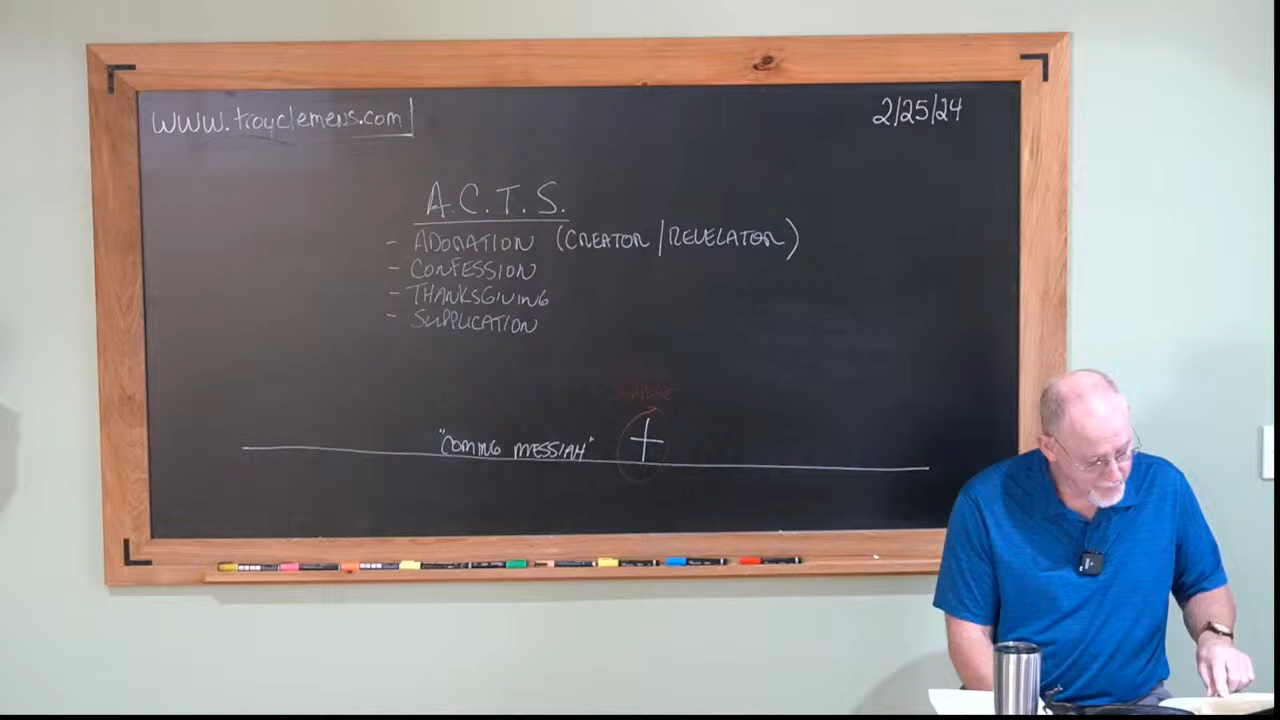 www.troyclemens.com
2/25/24
A.C.T.S.
- ADORATION (CREATOR/REVELATOR)
- CONFESSION
- THANKSGIVING
- SUPPLICATION
"COMING MESSIAH"